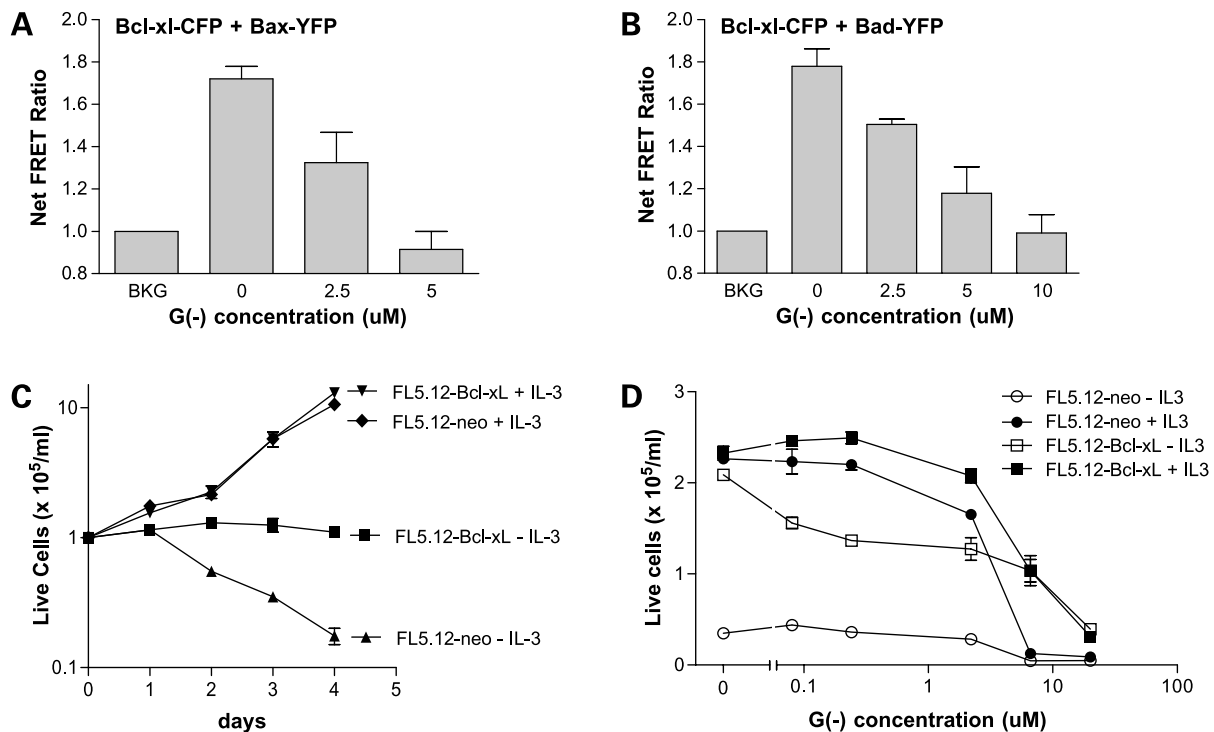 A
Bcl-xl-CFP + Bax-YFP
2.0
1.8
1.6
1.4
1.2
1.0
0.8
Net FRET Ratio
BKG 0 2.5 5
G(-) concentration (uM)
B
Bcl-xl-CFP + Bad-YFP
2.0
1.8
1.6
1.4
1.2
1.0
0.8
Net FRET Ratio
BKG 0 2.5 5 10
G(-) concentration (uM)
C
10
1
0.1
Live Cells (x 10⁵/ml)
FL5.12-Bcl-xL + IL-3
FL5.12-neo + IL-3
FL5.12-Bcl-xL - IL-3
FL5.12-neo - IL-3
0 1 2 3 4 5
days
D
3
2
1
0
Live cells (x 10⁵/ml)
FL5.12-neo - IL3
FL5.12-neo + IL3
FL5.12-Bcl-xL - IL3
FL5.12-Bcl-xL + IL3
0 0.1 1 10 100
G(-) concentration (uM)